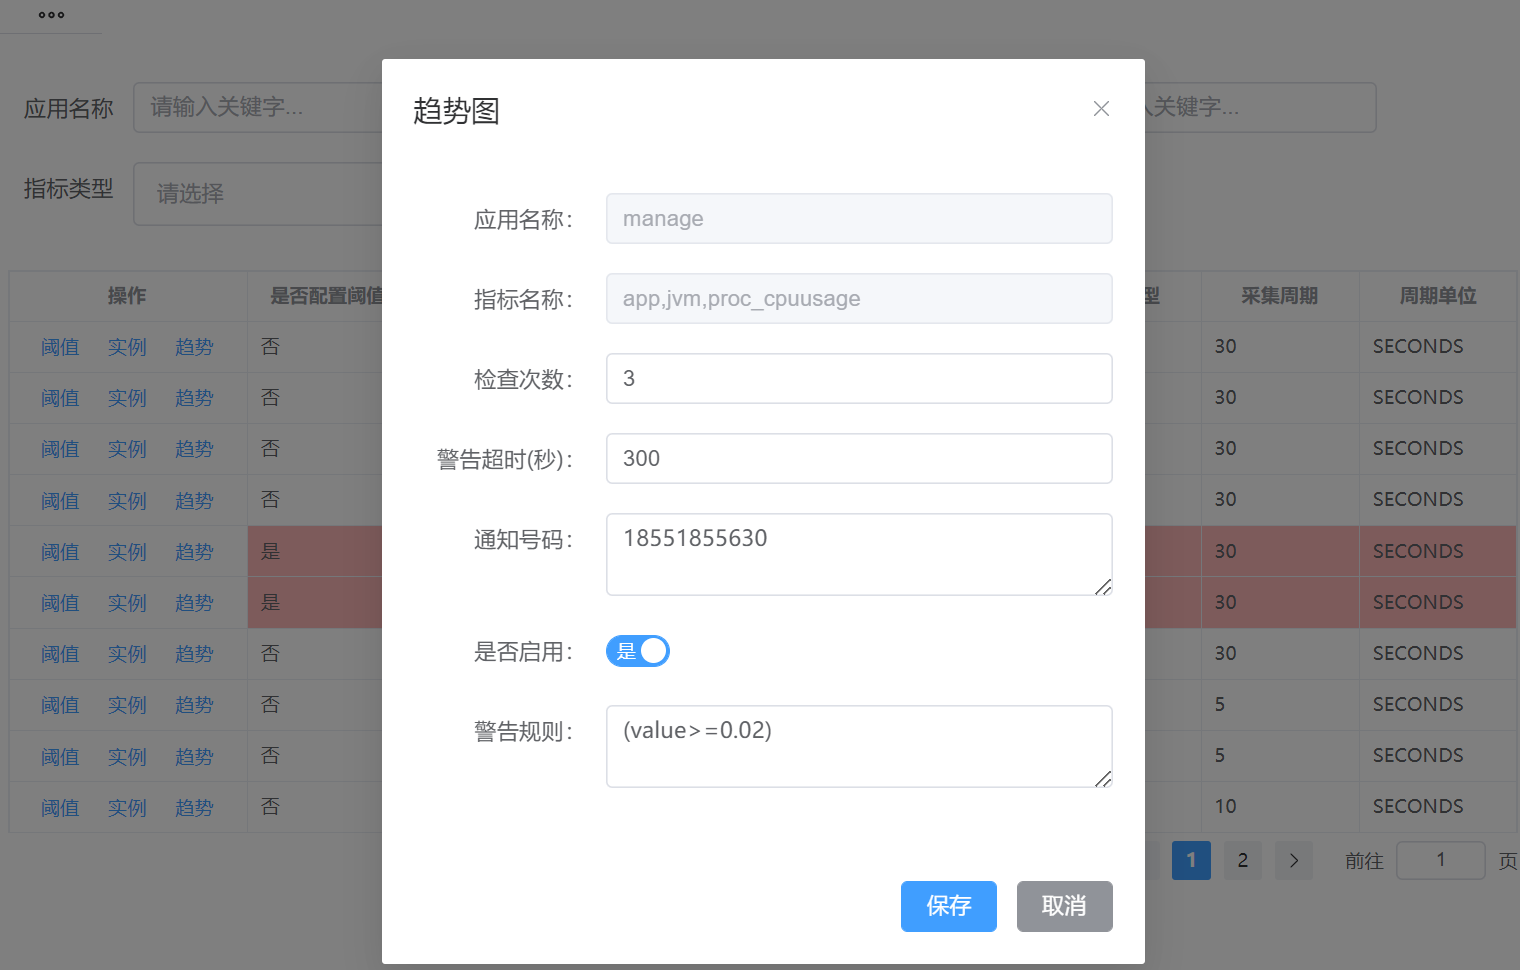 应用名称 请输入关键字... 入关键字...
指标类型 请选择
趋势图
应用名称： manage
指标名称： app,jvm,proc_cpuusage
检查次数： 3
警告超时(秒)： 300
通知号码： 18551855630
是否启用： 是
警告规则： (value>=0.02)
保存 取消
操作 是否配置阈值 型 采集周期 周期单位
阈值 实例 趋势 否 30 SECONDS
阈值 实例 趋势 否 30 SECONDS
阈值 实例 趋势 否 30 SECONDS
阈值 实例 趋势 否 30 SECONDS
阈值 实例 趋势 是 30 SECONDS
阈值 实例 趋势 是 30 SECONDS
阈值 实例 趋势 否 30 SECONDS
阈值 实例 趋势 否 5 SECONDS
阈值 实例 趋势 否 5 SECONDS
阈值 实例 趋势 否 10 SECONDS
1 2 > 前往 1 页